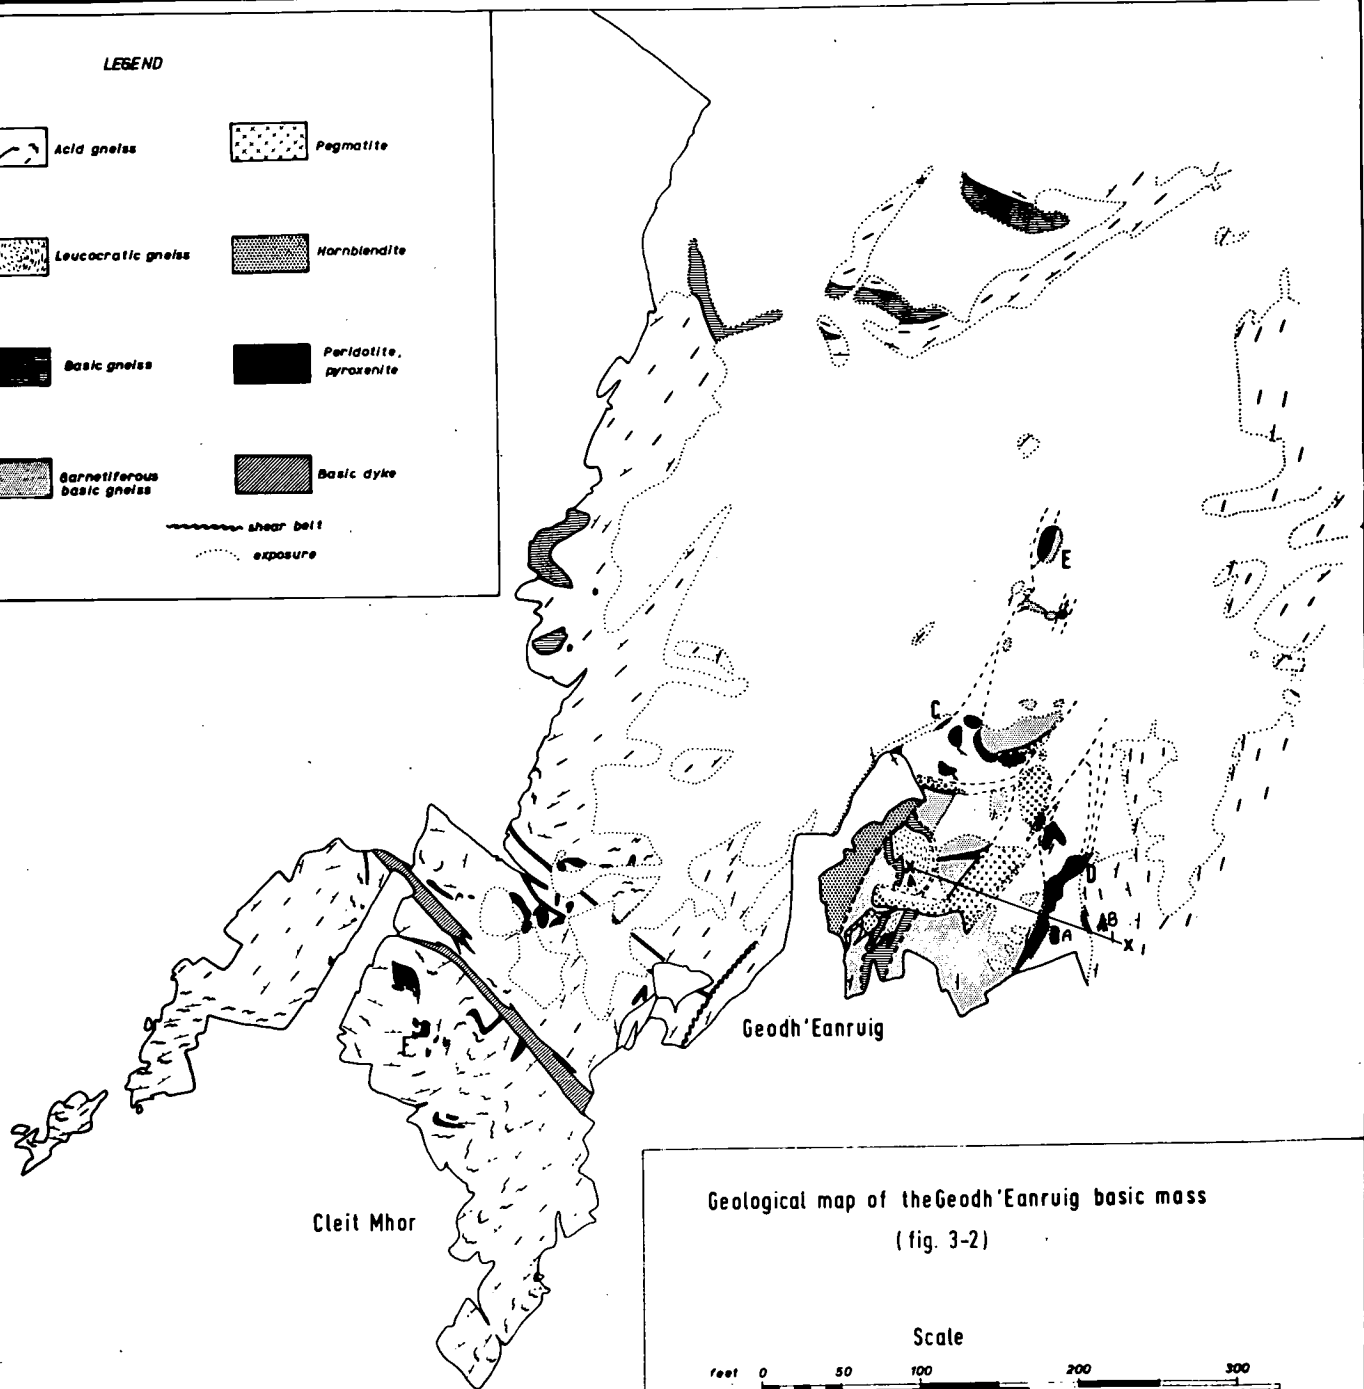 LEGEND
Acid gneiss
Pegmatite
Leucocratic gneiss
Hornblendite
Basic gneiss
Peridotite,
pyroxenite
Garnetiferous
basic gneiss
Basic dyke
shear belt
exposure
E
C
D
X
A
B
X
Geodh'Eanruig
F
Cleit Mhor
Geological map of theGeodh'Eanruig basic mass
(fig. 3-2)
Scale
feet 0 50 100 200 300